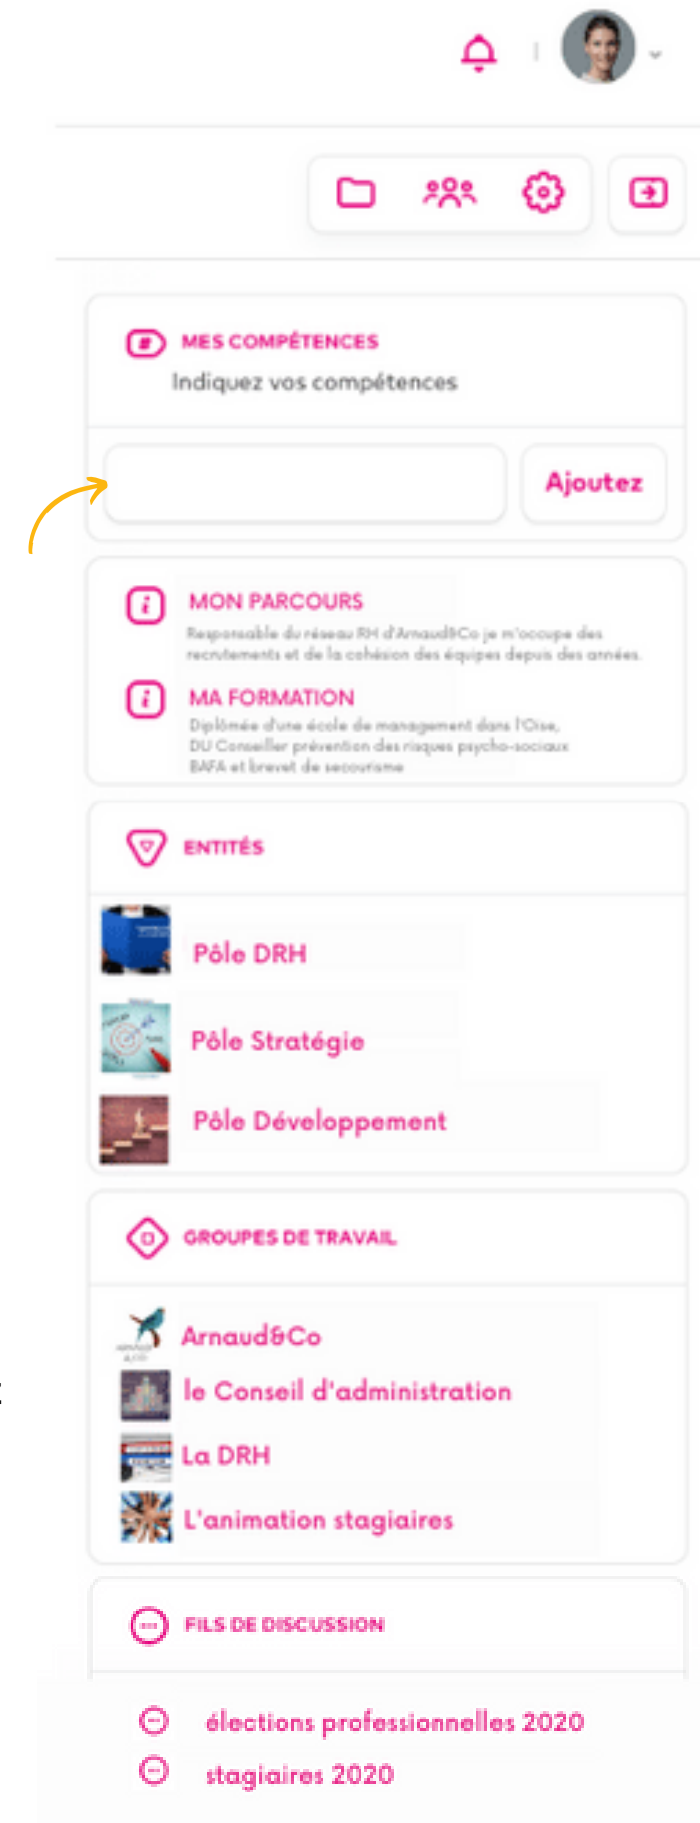 MES COMPÉTENCES
Indiquez vos compétences
Ajoutez
MON PARCOURS
Responsable du réseau RH d'Arnaud&Co je m'occupe des
recrutements et de la cohésion des équipes depuis des années.
MA FORMATION
Diplômée d'une école de management dans l'Oise,
DU Conseiller prévention des risques psycho-sociaux
BAFA et brevet de secourisme
ENTITÉS
Pôle DRH
Pôle Stratégie
Pôle Développement
GROUPES DE TRAVAIL
Arnaud&Co
le Conseil d'administration
La DRH
L'animation stagiaires
FILS DE DISCUSSION
élections professionnelles 2020
stagiaires 2020